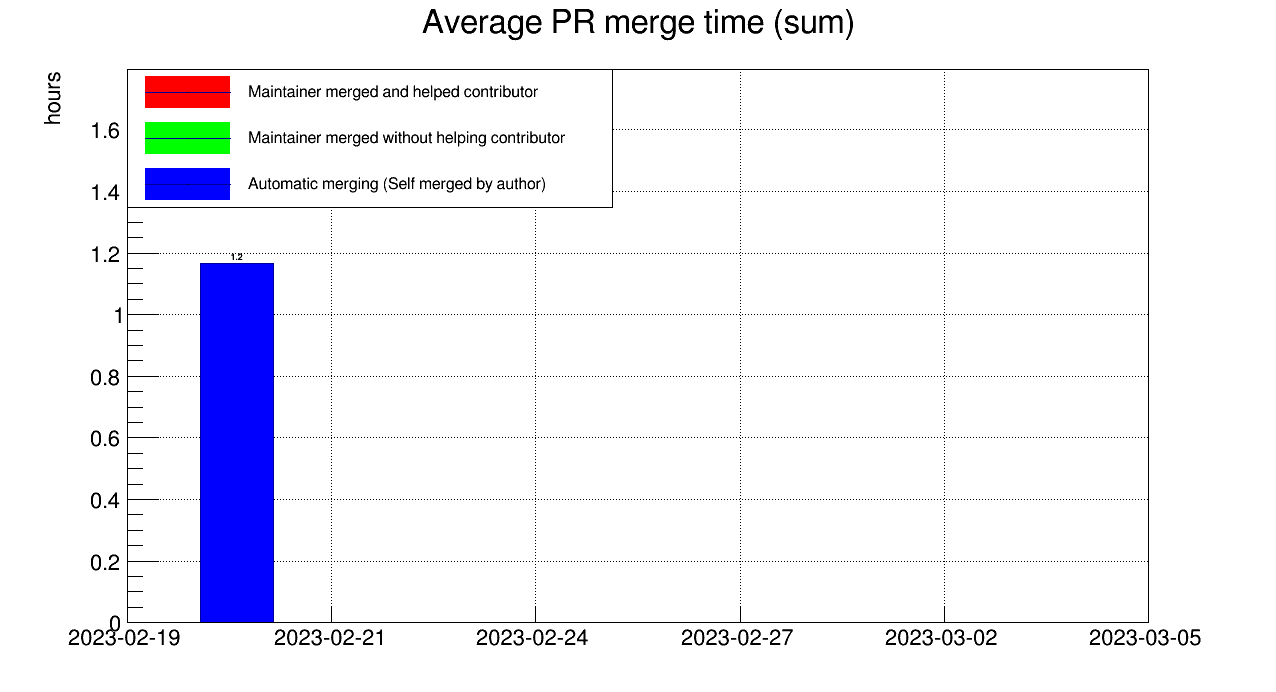 Average PR merge time (sum)
hours
Maintainer merged and helped contributor
Maintainer merged without helping contributor
Automatic merging (Self merged by author)
1.6
1.4
1.2
1.2
1
0.8
0.6
0.4
0.2
0
2023-02-19 2023-02-21 2023-02-24 2023-02-27 2023-03-02 2023-03-05